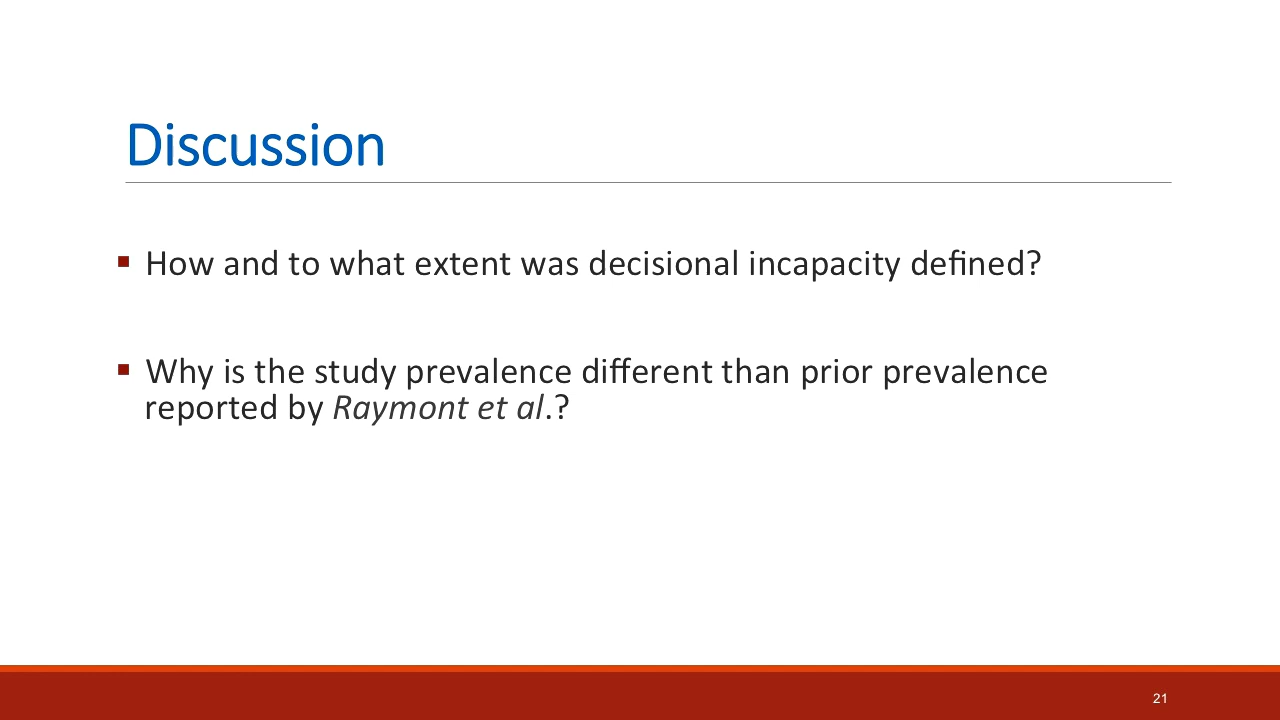 Discussion
▪ How and to what extent was decisional incapacity defined?
▪ Why is the study prevalence different than prior prevalence
reported by Raymont et al.?
21